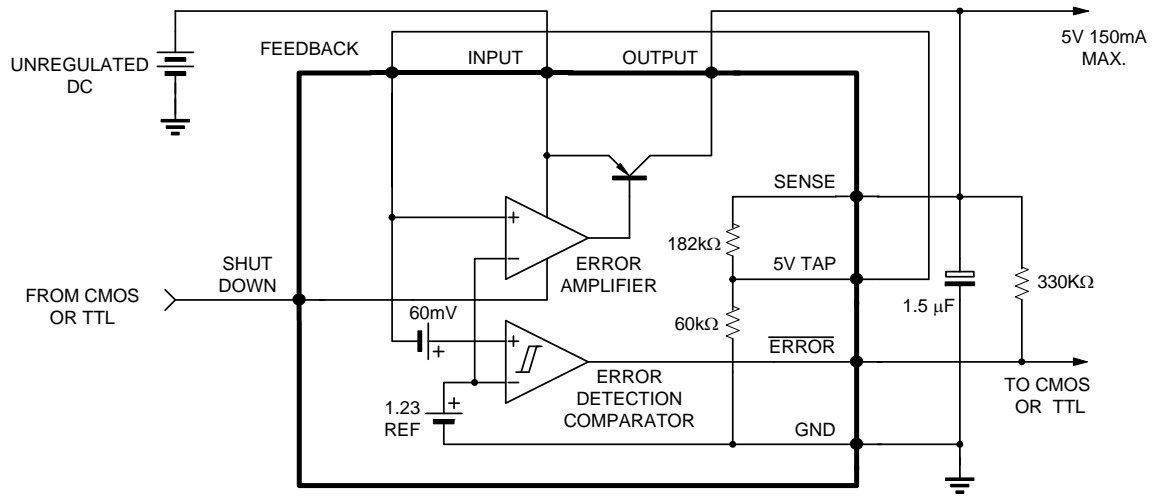 5V 150mA
MAX.
UNREGULATED
DC
FEEDBACK
INPUT
OUTPUT
SENSE
+
182kΩ
−
5V TAP
SHUT
DOWN
ERROR
AMPLIFIER
FROM CMOS
OR TTL
330KΩ
1.5 µF
60mV
+
60kΩ
+
ERROR
−
ERROR
DETECTION
COMPARATOR
TO CMOS
OR TTL
1.23
REF
+
GND